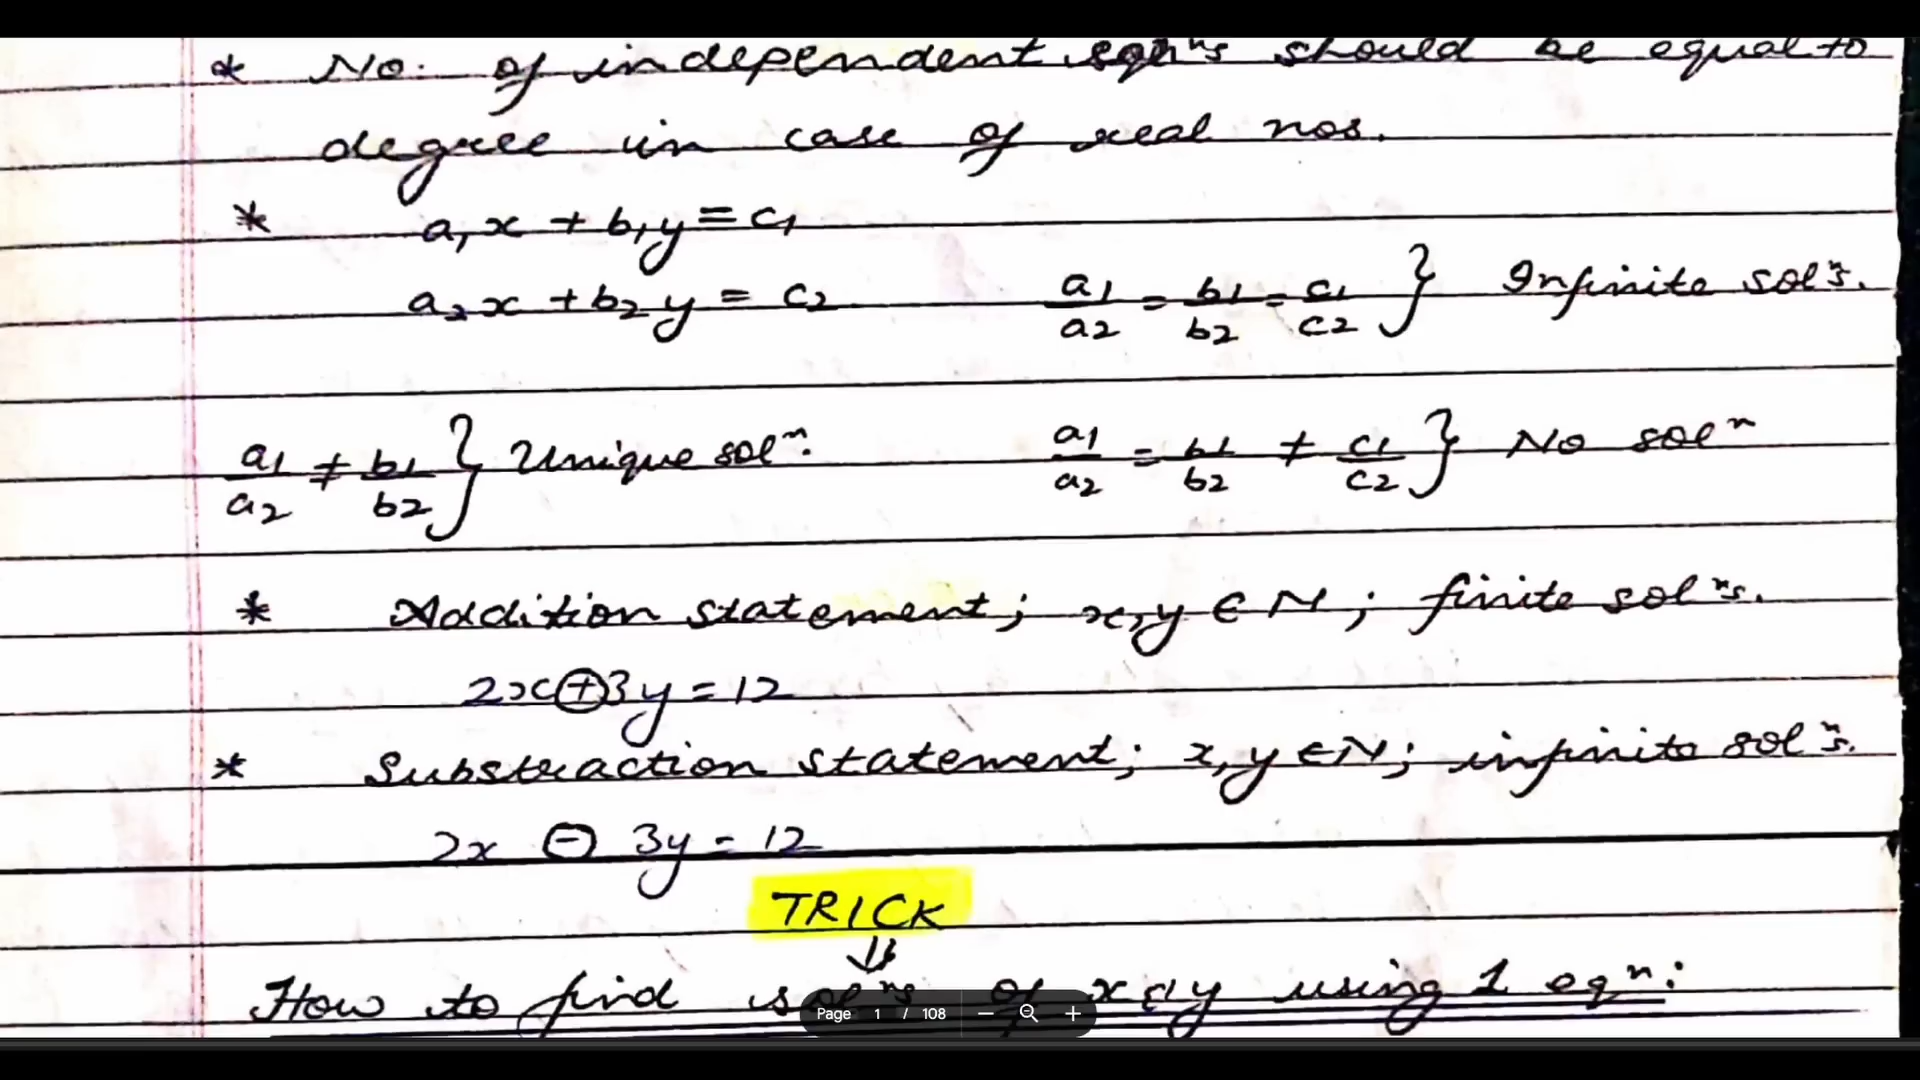 * No. of independent eqnⁿs should be equal to
degree in case of real nos.
* a₁x + b₁y = c₁
a₂x + b₂y = c₂ a₁/a₂ = b₁/b₂ = c₁/c₂ } Infinite solⁿs.
a₁/a₂ ≠ b₁/b₂ } Unique solⁿ. a₁/a₂ = b₁/b₂ ≠ c₁/c₂ } No solⁿ
* Addition statement; x,y ∈ N; finite solⁿs.
2x ⊕ 3y = 12
* Substraction statement; x,y ∈ N; infinite solⁿs.
2x ⊖ 3y = 12
TRICK
⇓
How to find solⁿs of x & y using 1 eqⁿ:
Page 1 / 108 − +